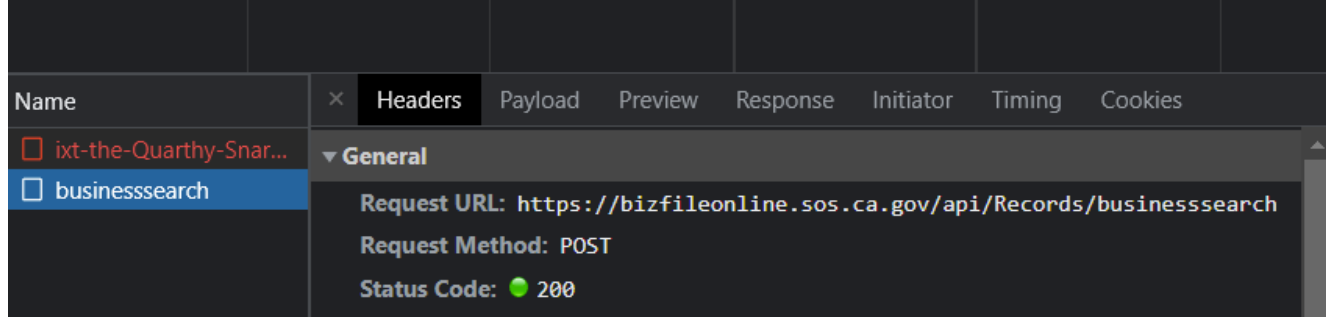 Name
× Headers Payload Preview Response Initiator Timing Cookies
ixt-the-Quarthy-Snar...
businesssearch
General
Request URL: https://bizfileonline.sos.ca.gov/api/Records/businesssearch
Request Method: POST
Status Code: 200